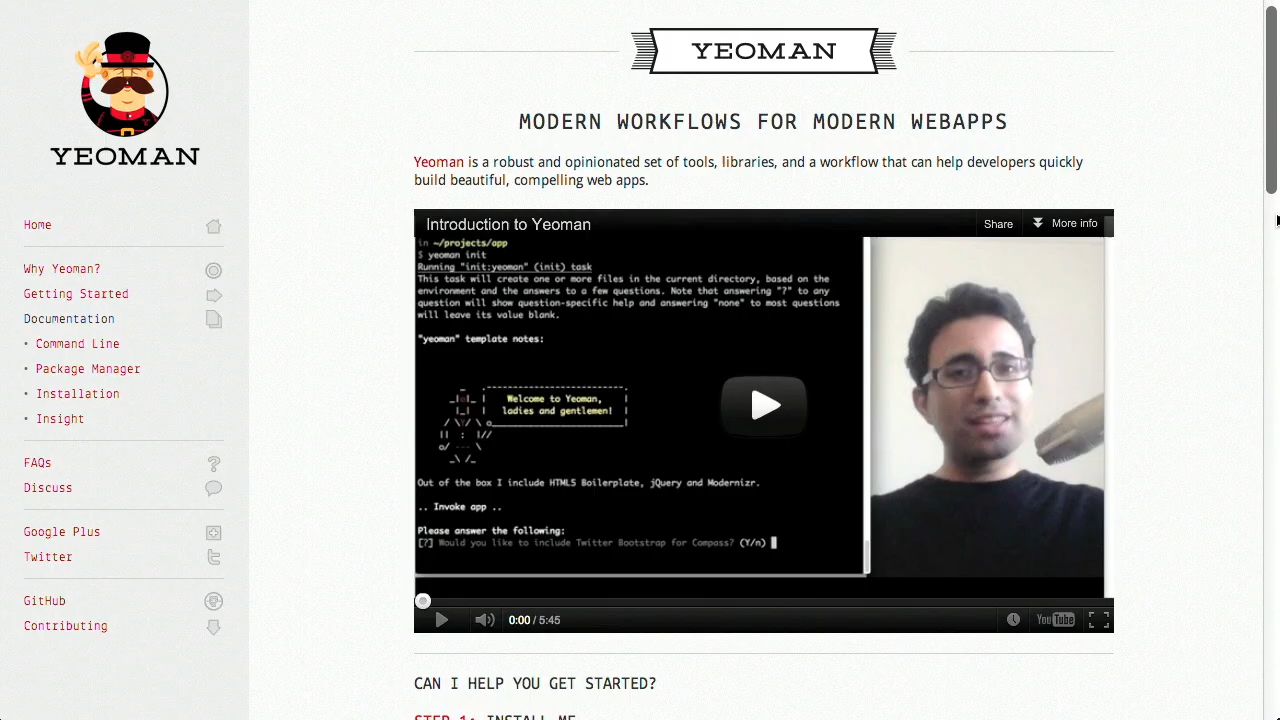 YEOMAN
Home
Why Yeoman?
Getting Started
Documentation
• Command Line
• Package Manager
• Installation
• Insight
FAQs
Discuss
Google Plus
Twitter
GitHub
Contributing
YEOMAN
MODERN WORKFLOWS FOR MODERN WEBAPPS
Yeoman is a robust and opinionated set of tools, libraries, and a workflow that can help developers quickly
build beautiful, compelling web apps.
Introduction to Yeoman
Share
More info
in ~/projects/app
$ yeoman init
Running "init:yeoman" (init) task
This task will create one or more files in the current directory, based on the
environment and the answers to a few questions. Note that answering "?" to any
question will show question-specific help and answering "none" to most questions
will leave its value blank.
"yeoman" template notes:
Welcome to Yeoman,
ladies and gentlemen!
Out of the box I include HTML5 Boilerplate, jQuery and Modernizr.
.. Invoke app ..
Please answer the following:
[?] Would you like to include Twitter Bootstrap for Compass? (Y/n)
0:00 / 5:45
YouTube
CAN I HELP YOU GET STARTED?
STEP 1: INSTALL ME